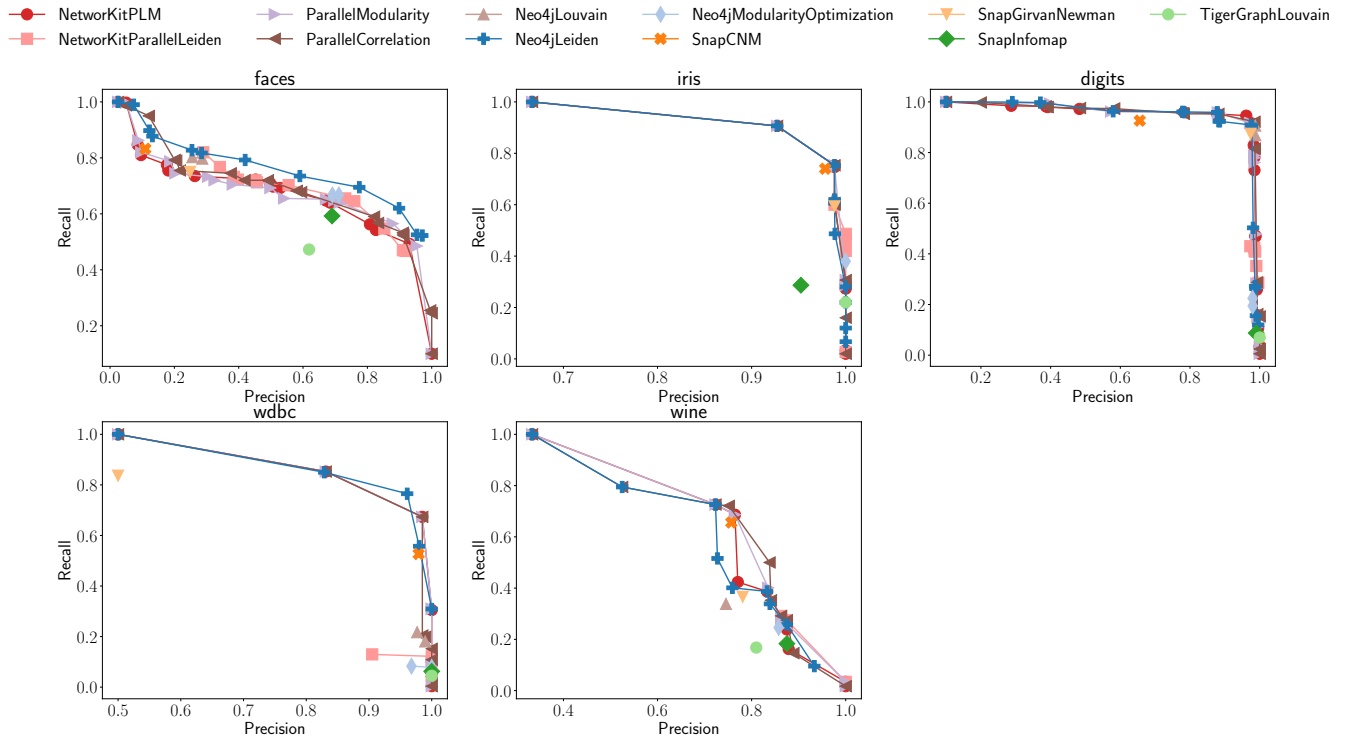 NetworKitPLM ParallelModularity Neo4jLouvain Neo4jModularityOptimization SnapGirvanNewman TigerGraphLouvain
NetworKitParallelLeiden ParallelCorrelation Neo4jLeiden SnapCNM SnapInfomap
faces iris digits
1.0 1.0 1.0
0.8 0.8 0.8
0.6 0.6 0.6
0.4 0.4 0.4
0.2 0.2 0.2
0.0 0.0
Recall Recall Recall
0.0 0.2 0.4 0.6 0.8 1.0 0.7 0.8 0.9 1.0 0.2 0.4 0.6 0.8 1.0
Precision Precision Precision
wdbc wine
1.0 1.0
0.8 0.8
0.6 0.6
0.4 0.4
0.2 0.2
0.0 0.0
Recall Recall
0.5 0.6 0.7 0.8 0.9 1.0 0.4 0.6 0.8 1.0
Precision Precision